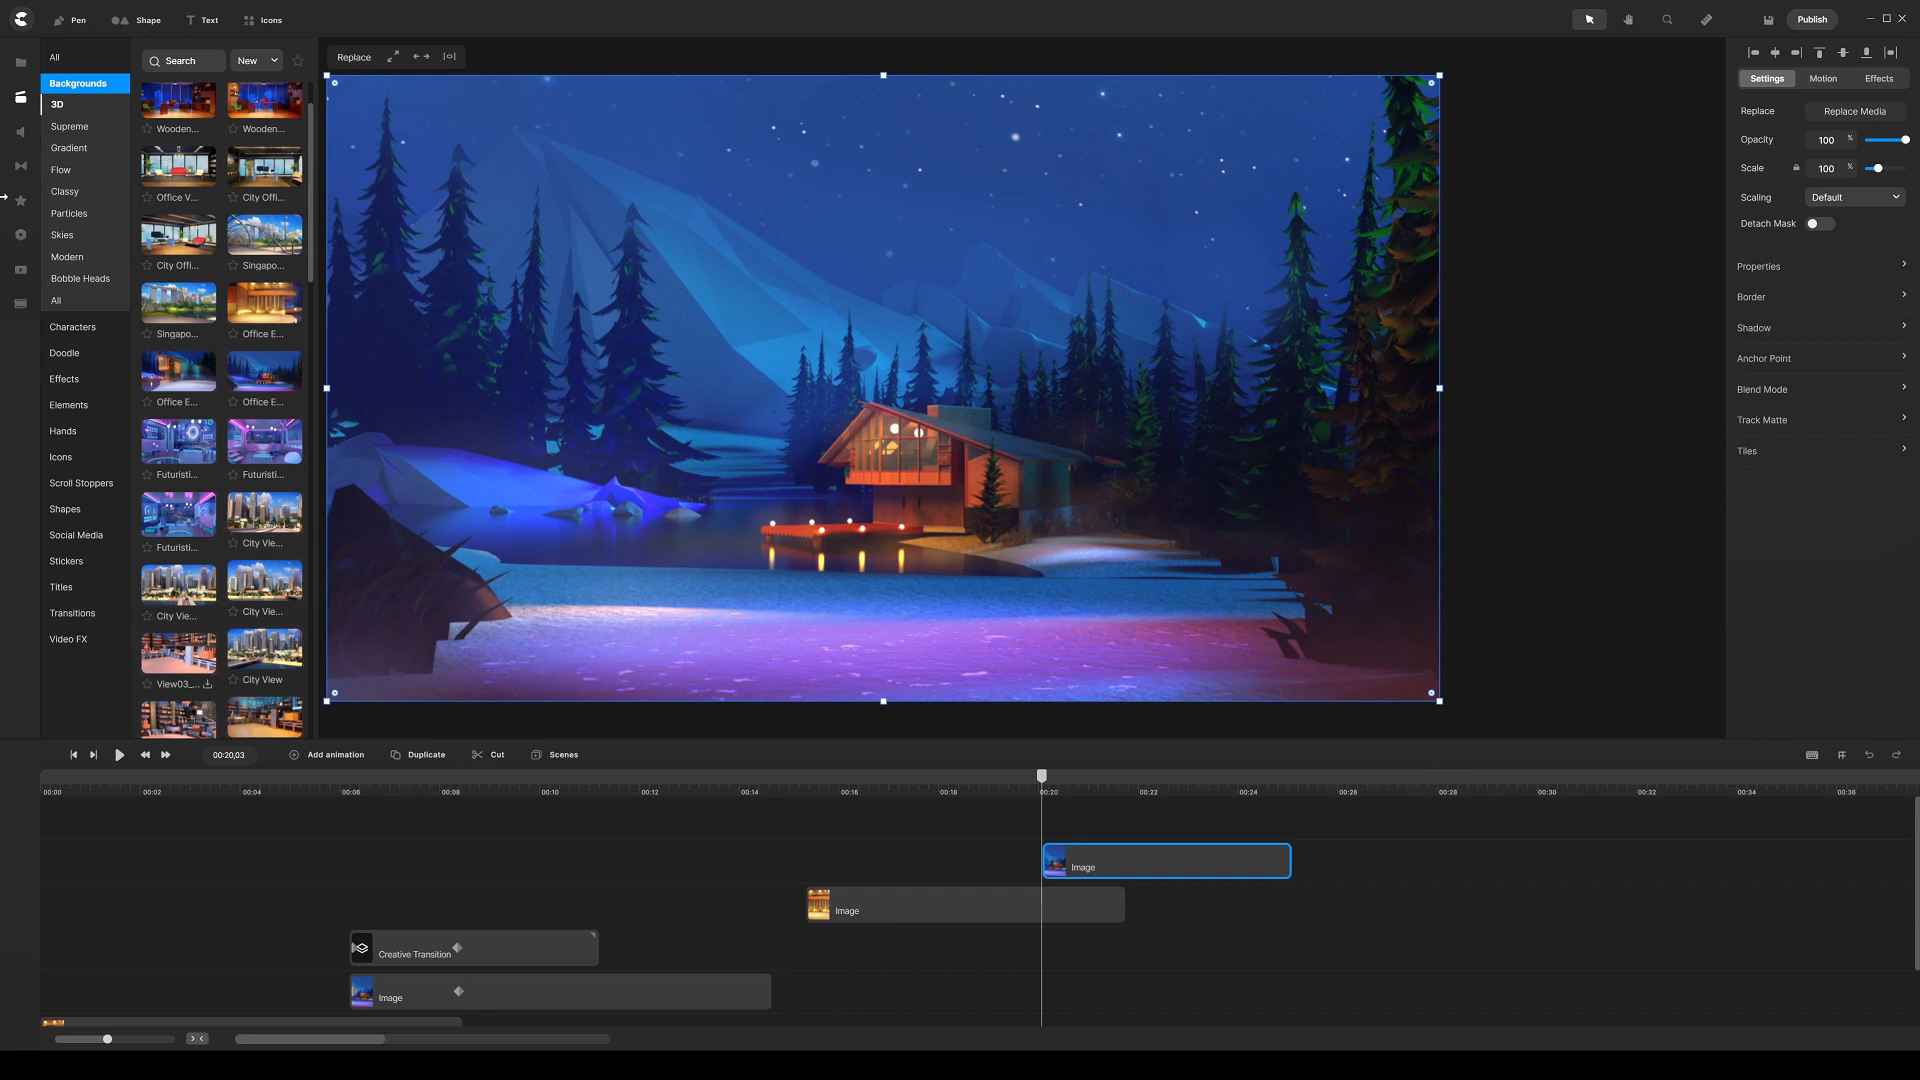 Pen
Shape
Text
Icons
Publish
All
Backgrounds
3D
Supreme
Gradient
Flow
Classy
Particles
Skies
Modern
Bobble Heads
All
Characters
Doodle
Effects
Elements
Hands
Icons
Scroll Stoppers
Shapes
Social Media
Stickers
Titles
Transitions
Video FX
Search
New
Wooden...
Wooden...
Office V...
City Offi...
City Offi...
Singapo...
Singapo...
Office E...
Office E...
Office E...
Futuristi...
Futuristi...
Futuristi...
City Vie...
City Vie...
City Vie...
View03_...
City View
Replace
Settings
Motion
Effects
Replace
Replace Media
Opacity
100 %
Scale
100 %
Scaling
Default
Detach Mask
Properties
Border
Shadow
Anchor Point
Blend Mode
Track Matte
Tiles
00:20,03
Add animation
Duplicate
Cut
Scenes
00:00
00:02
00:04
00:06
00:08
00:10
00:12
00:14
00:16
00:18
00:20
00:22
00:24
00:26
00:28
00:30
00:32
00:34
00:36
Image
Image
Creative Transition
Image